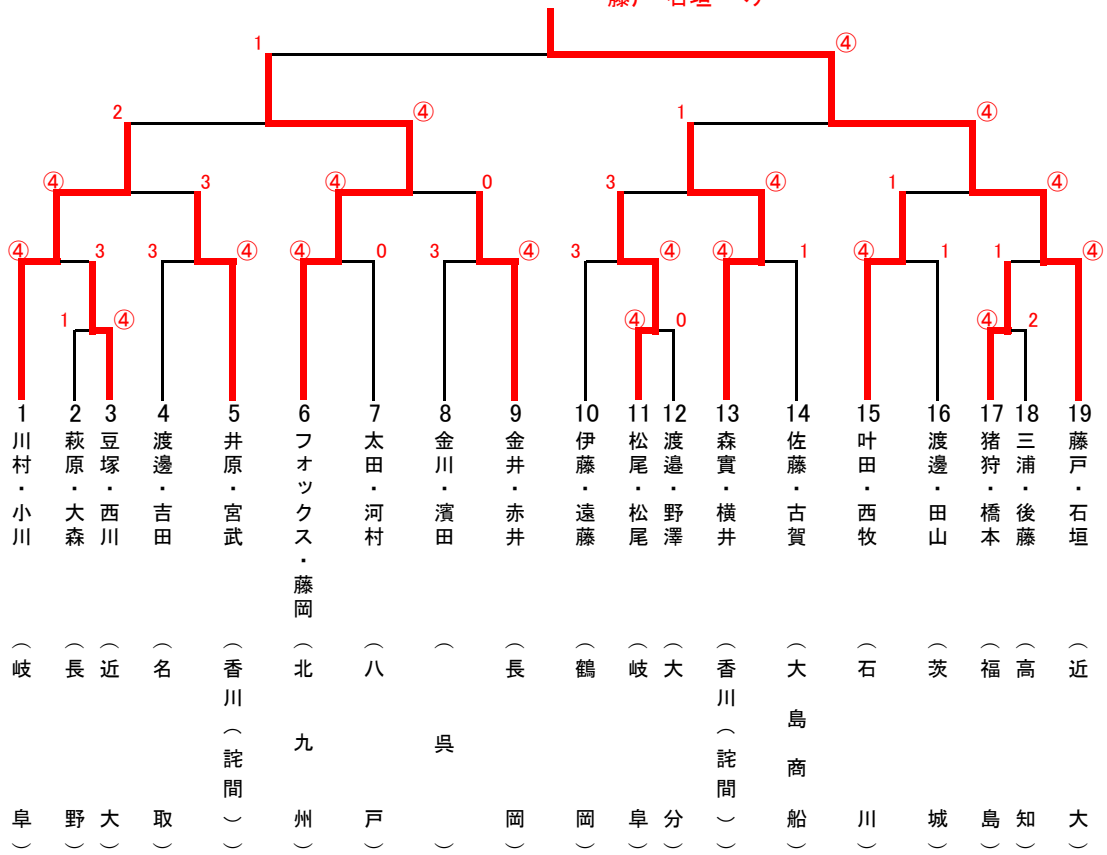 藤戸・石垣
1 ④
2 ④ 1 ④
④ 3 ④ 0 3 ④ 1 ④
④ 3 3 ④ ④ 0 3 ④ 3 ④ ④ 1 ④ 1 1 ④
1 ④ ④ 0 ④ 2
1 2 3 4 5 6 7 8 9 10 11 12 13 14 15 16 17 18 19
川村・小川(岐阜)
萩原・大森(長野)
豆塚・西川(近大)
渡邊・吉田(名取)
井原・宮武(香川(詫間))
フォックス・藤岡(北九州)
太田・河村(八戸)
金川・濱田(呉)
金井・赤井(長岡)
伊藤・遠藤(鶴岡)
松尾・松尾(岐阜)
渡邉・野澤(大分)
森實・横井(香川(詫間))
佐藤・古賀(大島商船)
叶田・西牧(石川)
渡邊・田山(茨城)
猪狩・橋本(福島)
三浦・後藤(高知)
藤戸・石垣(近大)